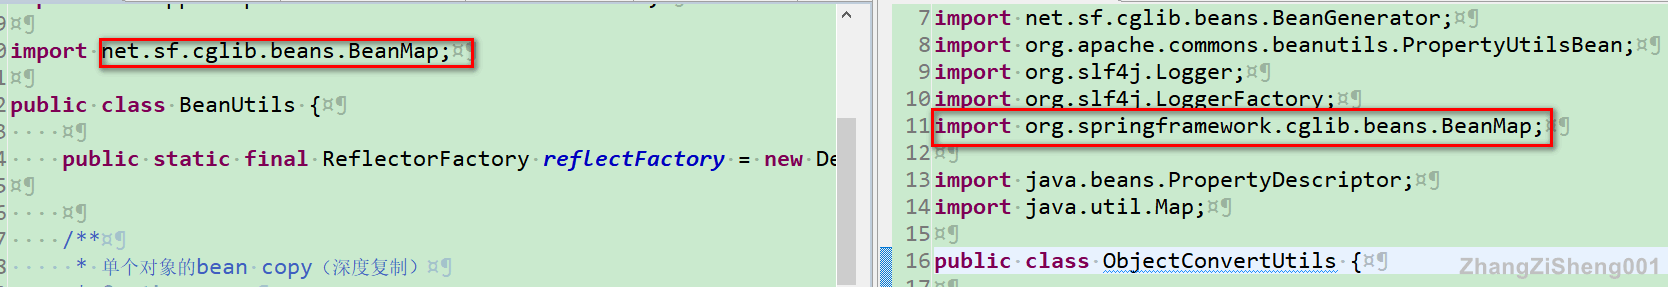 9
import net.sf.cglib.beans.BeanMap;
1
2 public class BeanUtils {
3
4 public static final ReflectorFactory reflectFactory = new De
5
6
7 /**
8 * 单个对象的bean copy（深度复制）
7 import net.sf.cglib.beans.BeanGenerator;
8 import org.apache.commons.beanutils.PropertyUtilsBean;
9 import org.slf4j.Logger;
10 import org.slf4j.LoggerFactory;
11 import org.springframework.cglib.beans.BeanMap;
12
13 import java.beans.PropertyDescriptor;
14 import java.util.Map;
15
16 public class ObjectConvertUtils {
17
ZhangZiSheng001